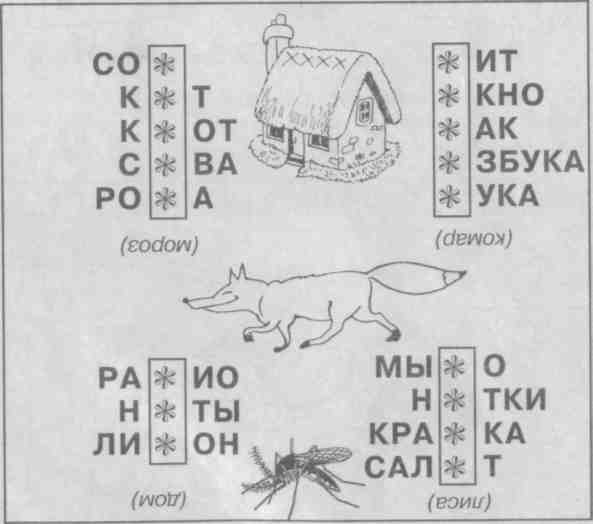 СО * 
К * Т
К * ОТ
С * ВА
РО * А
(мороз)
* ИТ
* КНО
* АК
* ЗБУКА
* УКА
(комар)
РА * ИО
Н * ТЫ
ЛИ * ОН
(дом)
МЫ * О
Н * ТКИ
КРА * КА
САЛ * Т
(лиса)